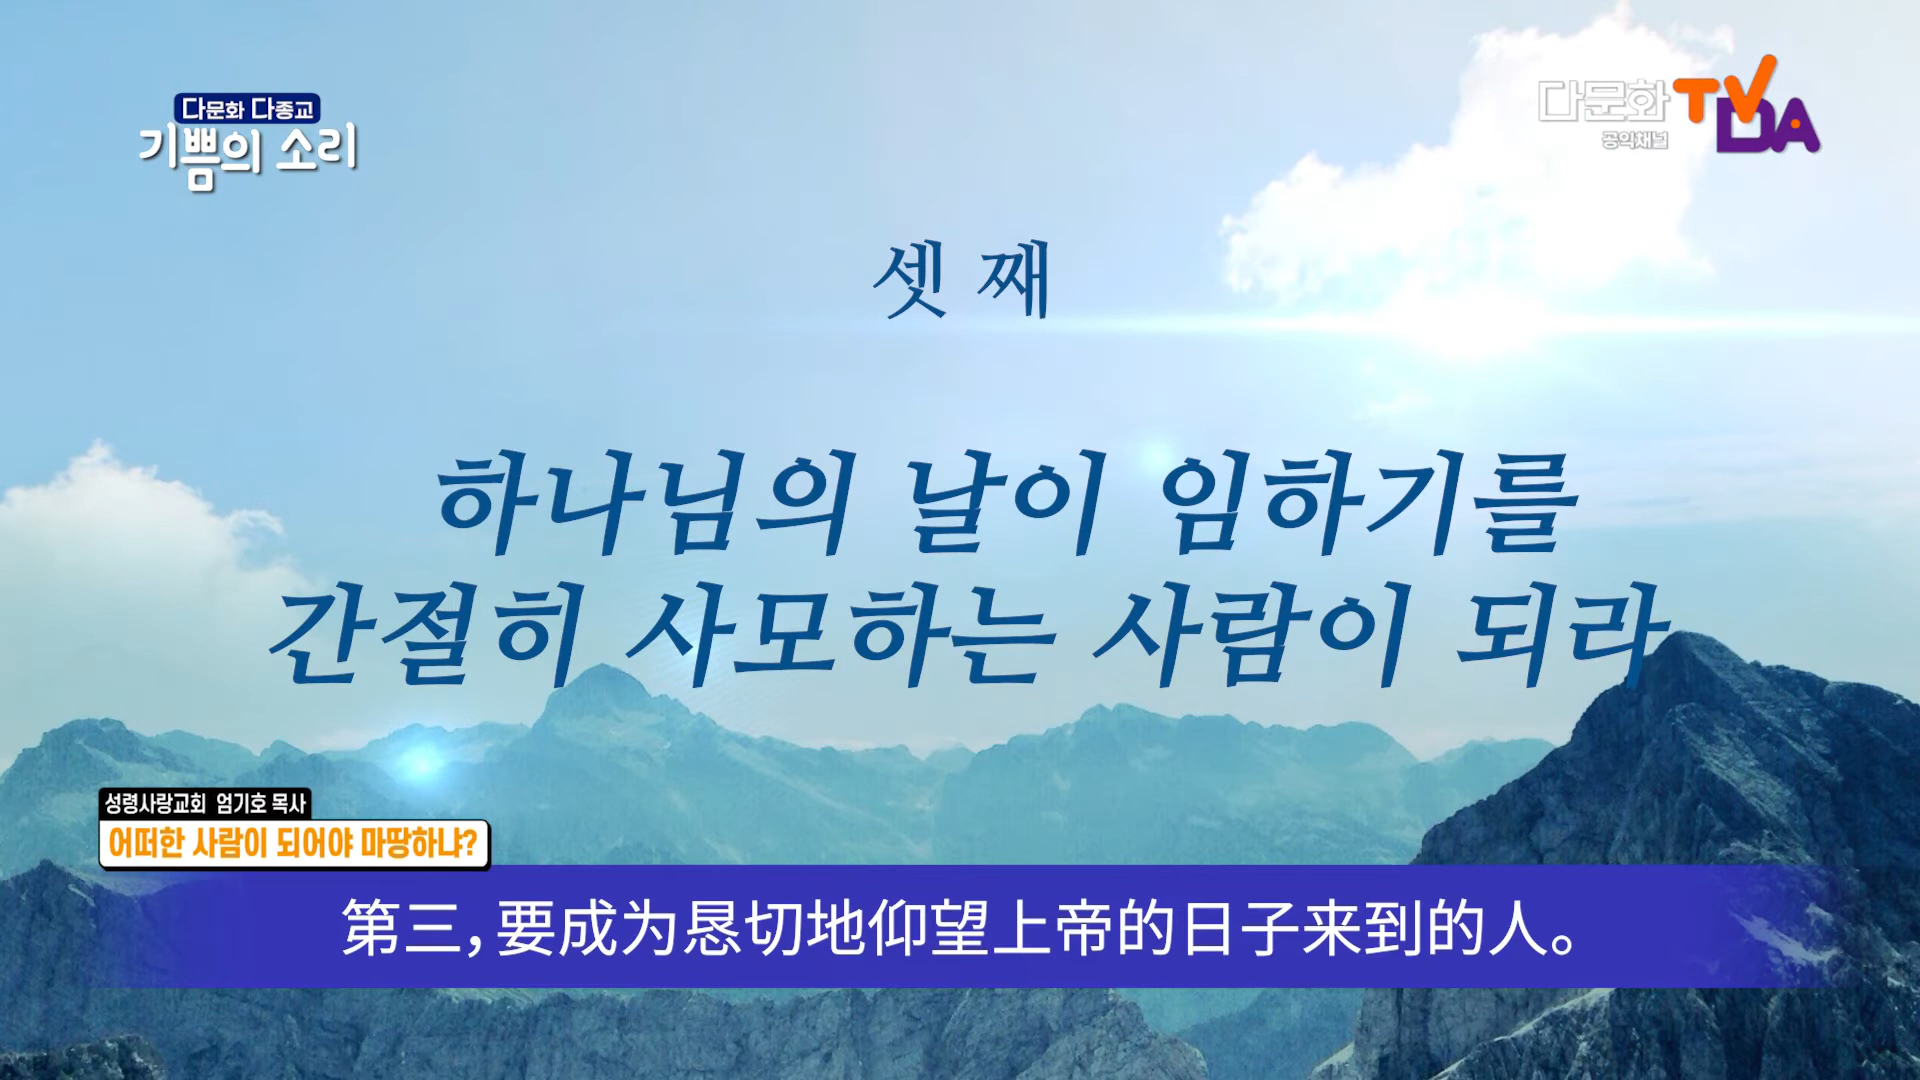 다문화 다종교
기쁨의 소리
다문화 TV
공익채널 DA
셋 째
하나님의 날이 임하기를
간절히 사모하는 사람이 되라
성령사랑교회 엄기호 목사
어떠한 사람이 되어야 마땅하냐?
第三，要成为恳切地仰望上帝的日子来到的人。